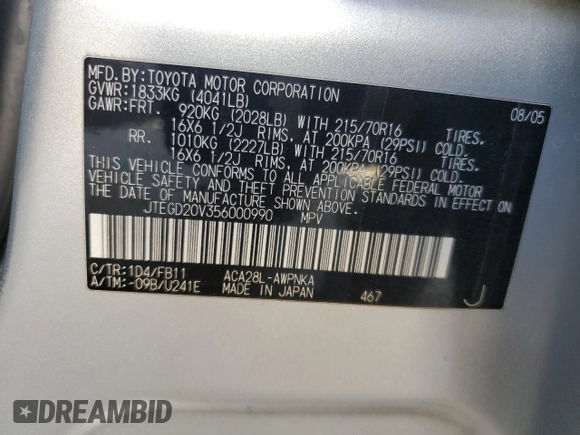 MFD.BY:TOYOTA MOTOR CORPORATION 08/05
GVWR:1833KG (4041LB)
GAWR:FRT. 920KG (2028LB) WITH 215/70R16 TIRES.
16X6 1/2J RIMS. AT 200KPA (29PSI) COLD.
RR. 1010KG (2227LB) WITH 215/70R16 TIRES.
16X6 1/2J RIMS. AT 200KPA (29PSI) COLD.
THIS VEHICLE CONFORMS TO ALL APPLICABLE FEDERAL MOTOR
VEHICLE SAFETY AND THEFT PREVENTION STANDARDS IN EFFECT ON
THE DATE OF MANUFACTURE SHOWN ABOVE.
JTEGD20V356000990 MPV
C/TR:1D4/FB11 ACA28L-AWPNKA
A/TM:-09B/U241E MADE IN JAPAN 467 J
DREAMBID